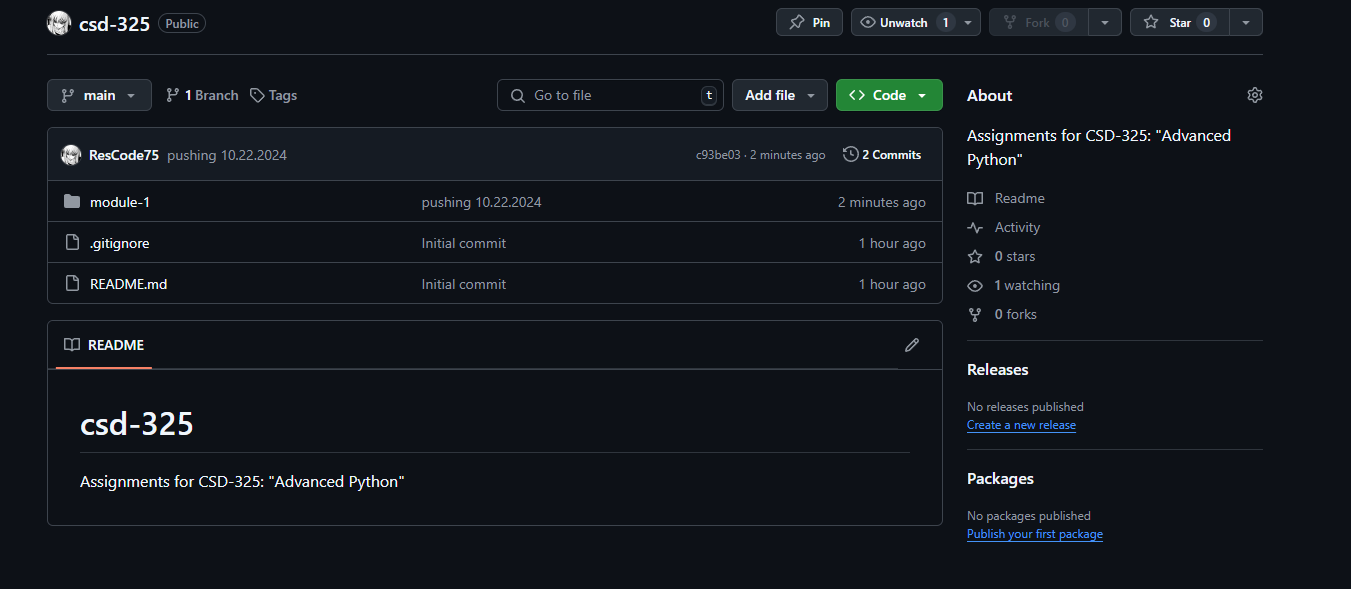 csd-325 Public Pin Unwatch 1 Fork 0 Star 0
main 1 Branch Tags Go to file t Add file Code
ResCode75 pushing 10.22.2024 c93be03 · 2 minutes ago 2 Commits
module-1 pushing 10.22.2024 2 minutes ago
.gitignore Initial commit 1 hour ago
README.md Initial commit 1 hour ago
README
csd-325
Assignments for CSD-325: "Advanced Python"
About
Assignments for CSD-325: "Advanced
Python"
Readme
Activity
0 stars
1 watching
0 forks
Releases
No releases published
Create a new release
Packages
No packages published
Publish your first package